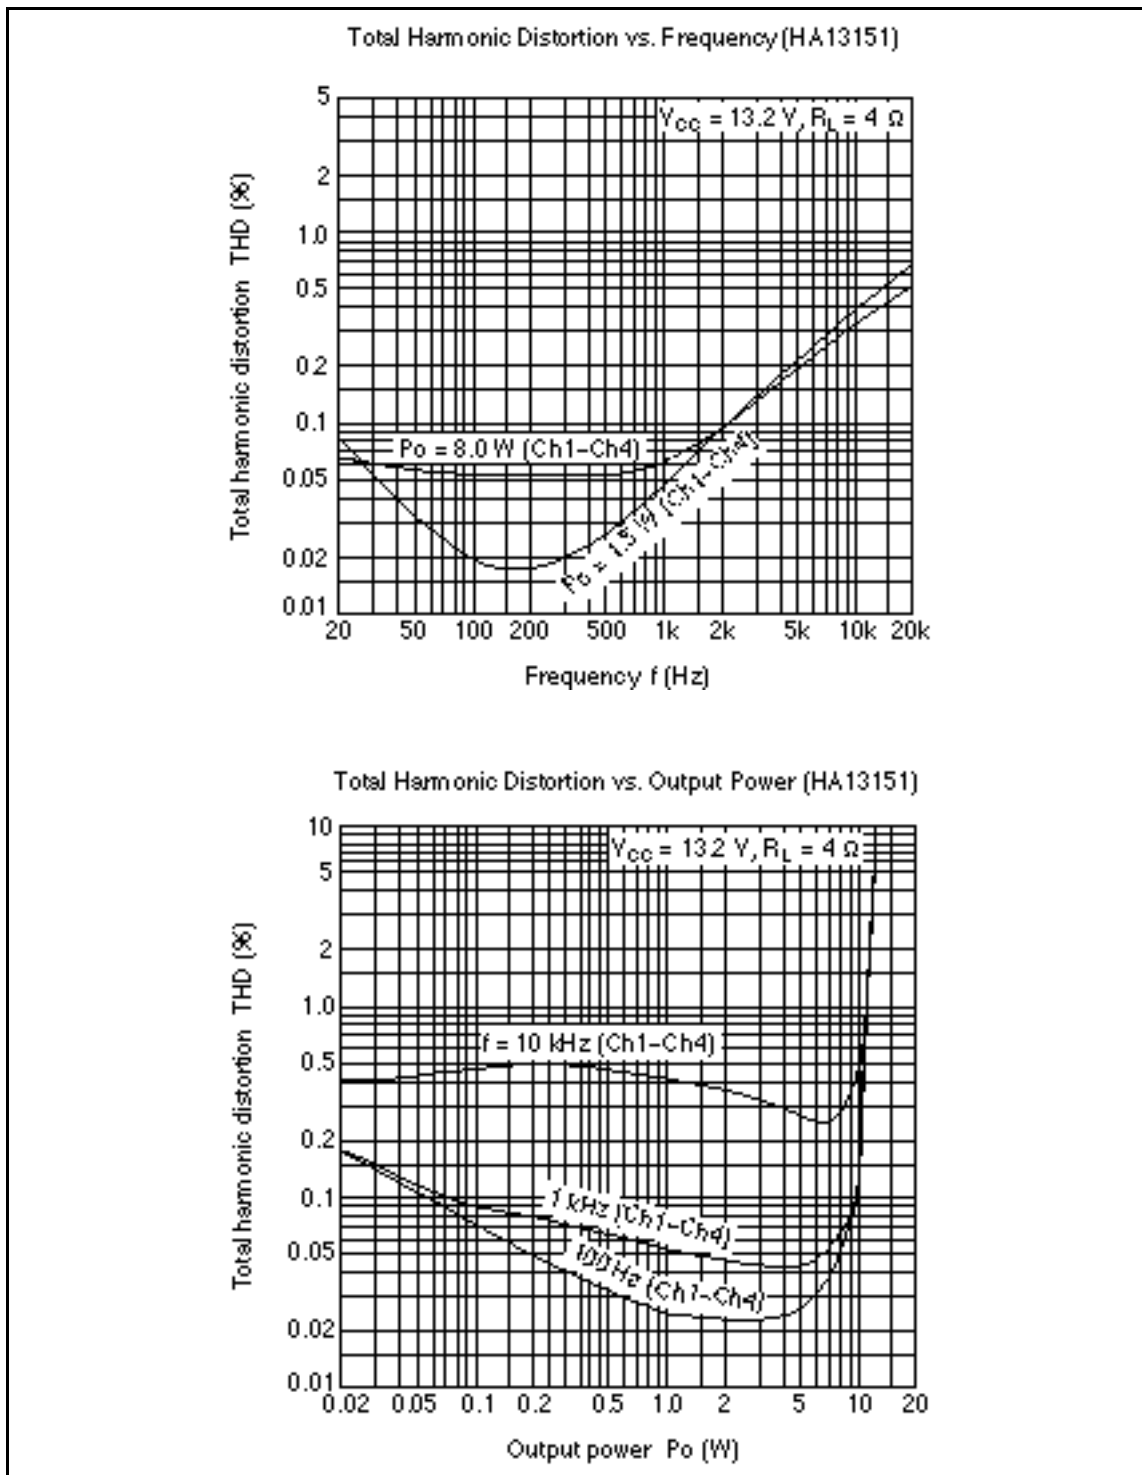 Total Harmonic Distortion vs. Frequency (HA13151)
VCC = 13.2 V, RL = 4 Ω
Total harmonic distortion THD (%)
5
2
1.0
0.5
0.2
0.1
0.05
0.02
0.01
Po = 8.0 W (Ch1–Ch4)
Po = 1.5 W (Ch1–Ch4)
20 50 100 200 500 1k 2k 5k 10k 20k
Frequency f (Hz)
Total Harmonic Distortion vs. Output Power (HA13151)
VCC = 13.2 V, RL = 4 Ω
Total harmonic distortion THD (%)
10
5
2
1.0
0.5
0.2
0.1
0.05
0.02
0.01
f = 10 kHz (Ch1–Ch4)
1 kHz (Ch1–Ch4)
100 Hz (Ch1–Ch4)
0.02 0.05 0.1 0.2 0.5 1.0 2 5 10 20
Output power Po (W)